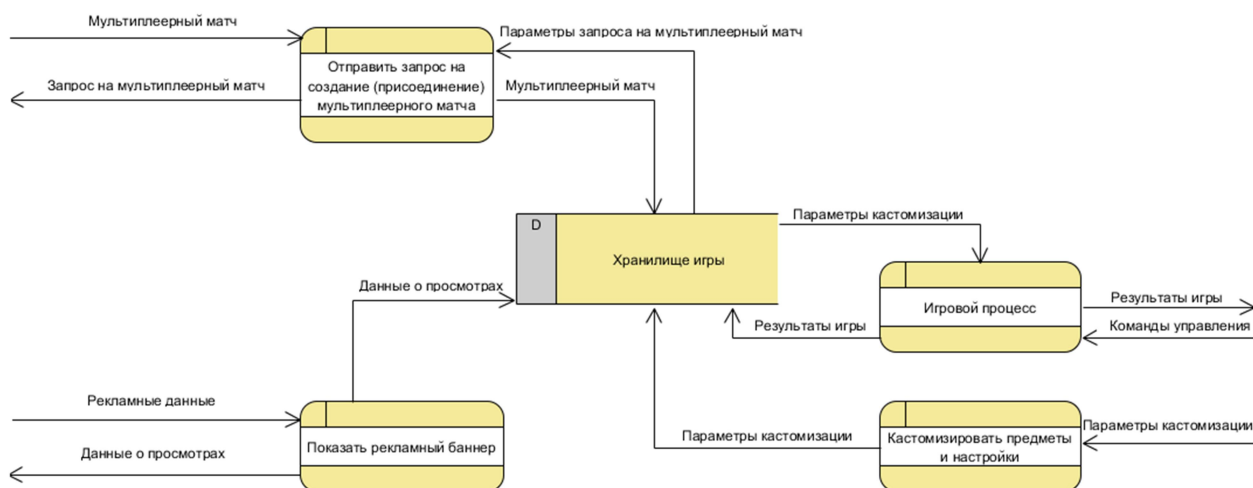 Мультиплеерный матч
Параметры запроса на мультиплеерный матч
Отправить запрос на
создание (присоединение)
мультиплеерного матча
Запрос на мультиплеерный матч
Мультиплеерный матч
D
Хранилище игры
Параметры кастомизации
Данные о просмотрах
Игровой процесс
Результаты игры
Результаты игры
Команды управления
Рекламные данные
Показать рекламный баннер
Данные о просмотрах
Параметры кастомизации
Кастомизировать предметы
и настройки
Параметры кастомизации